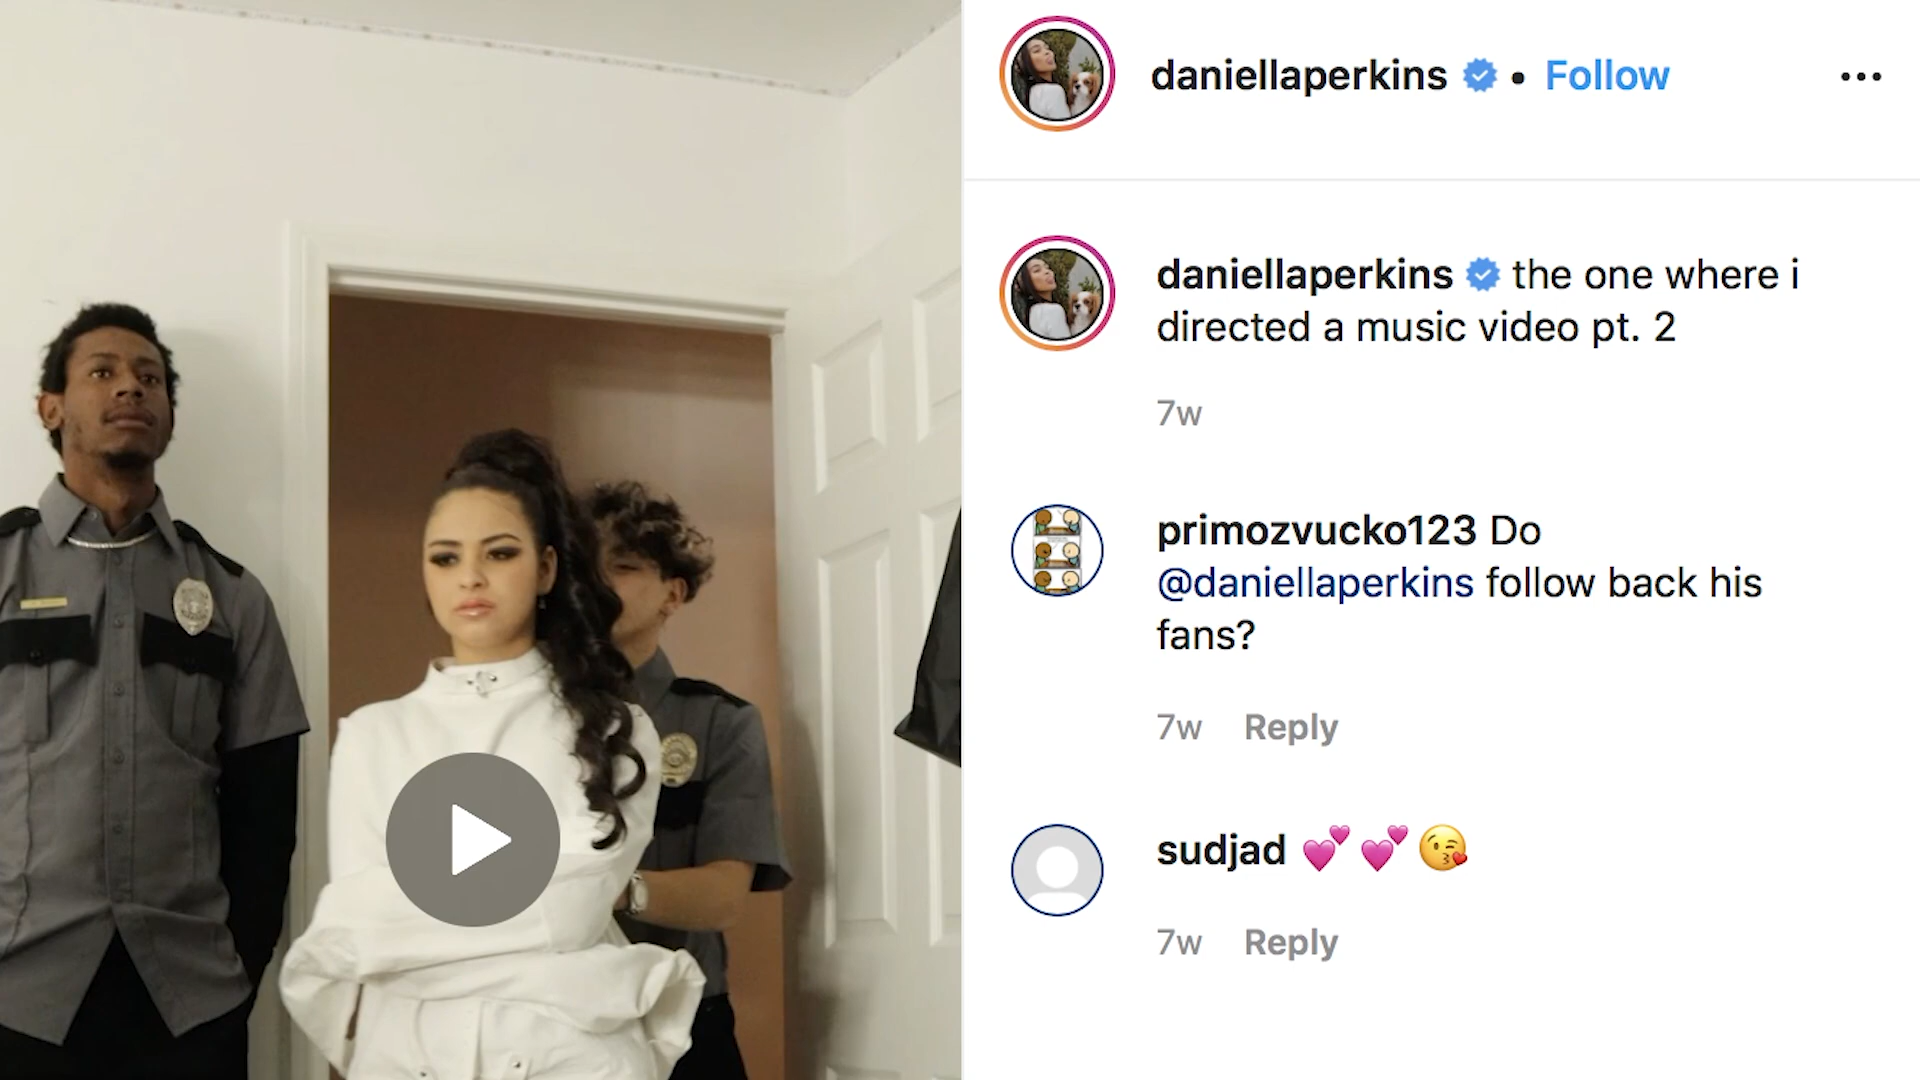 daniellaperkins • Follow
daniellaperkins the one where i
directed a music video pt. 2
7w
primozvucko123 Do
@daniellaperkins follow back his
fans?
7w Reply
sudjad 💕 💕 😘
7w Reply